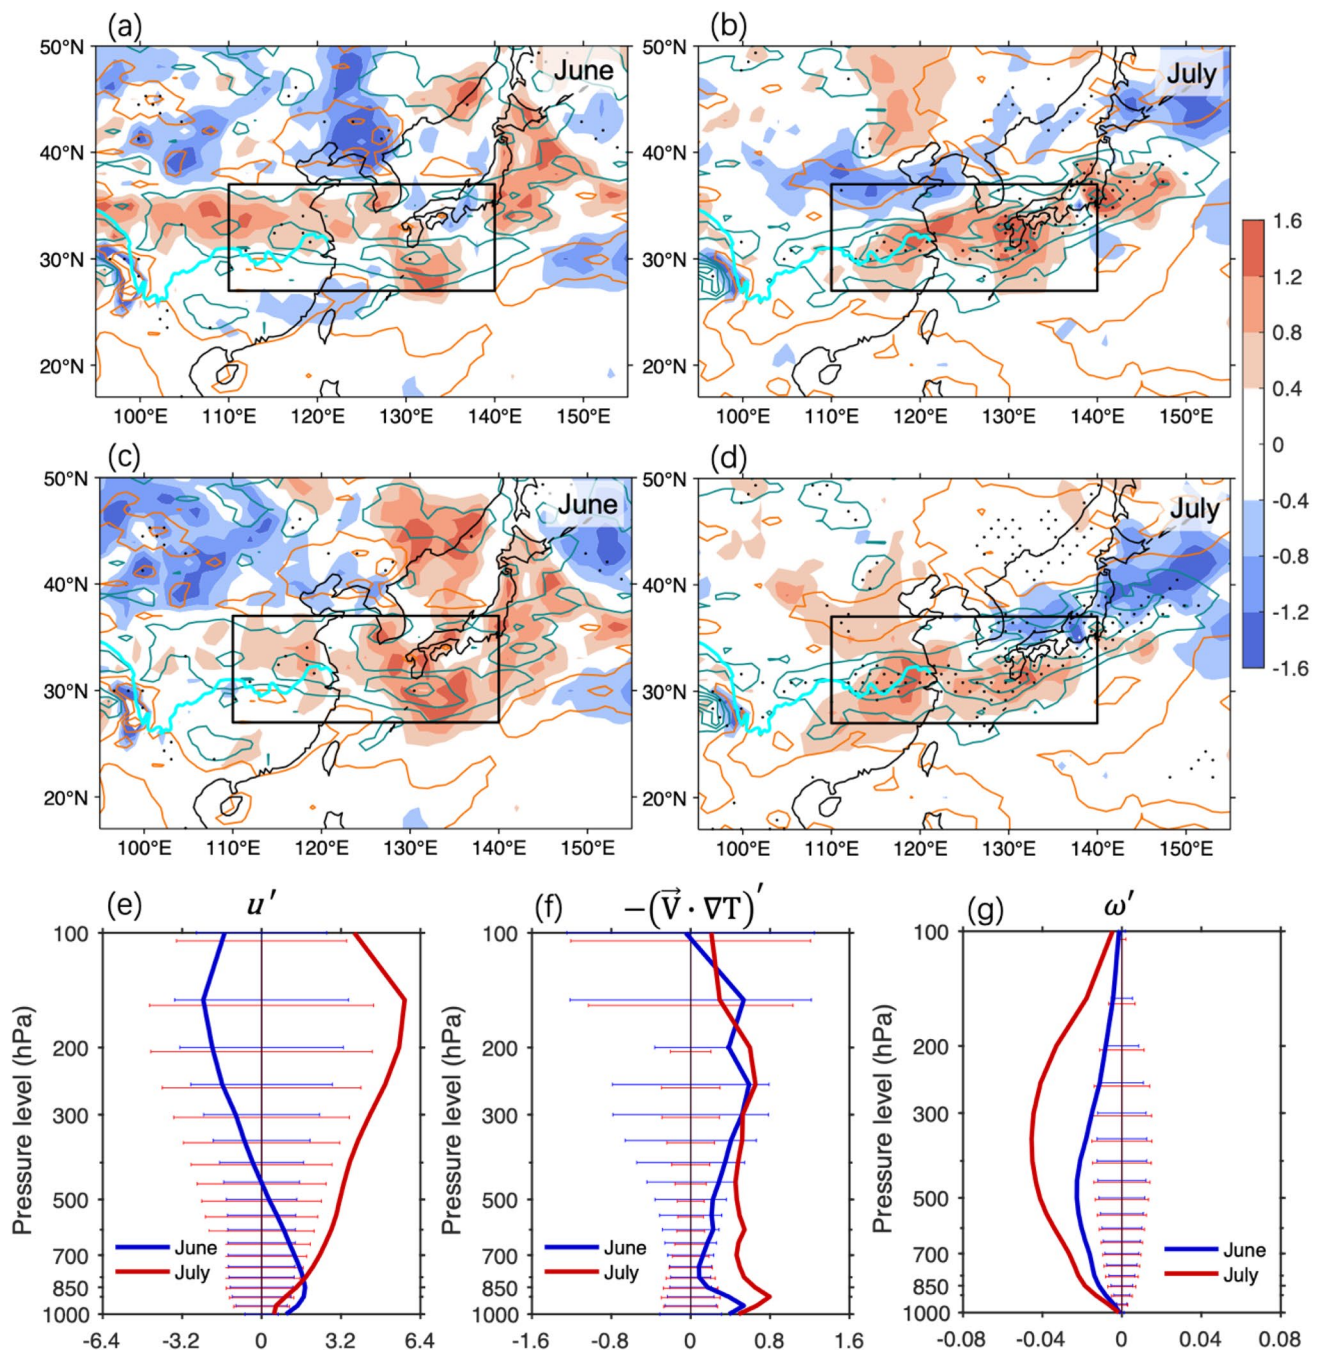 (a)
(b)
50°N
40°N
30°N
20°N
June
100°E 110°E 120°E 130°E 140°E 150°E
50°N
40°N
30°N
20°N
July
100°E 110°E 120°E 130°E 140°E 150°E
1.6
1.2
0.8
0.4
0
-0.4
-0.8
-1.2
-1.6
(c)
(d)
50°N
40°N
30°N
20°N
June
100°E 110°E 120°E 130°E 140°E 150°E
50°N
40°N
30°N
20°N
July
100°E 110°E 120°E 130°E 140°E 150°E
(e) u′
Pressure level (hPa)
100
200
300
500
700
850
1000
June
July
-6.4 -3.2 0 3.2 6.4
(f) −(V⃗ · ∇T)′
Pressure level (hPa)
100
200
300
500
700
850
1000
June
July
-1.6 -0.8 0 0.8 1.6
(g) ω′
Pressure level (hPa)
100
200
300
500
700
850
1000
June
July
-0.08 -0.04 0 0.04 0.08